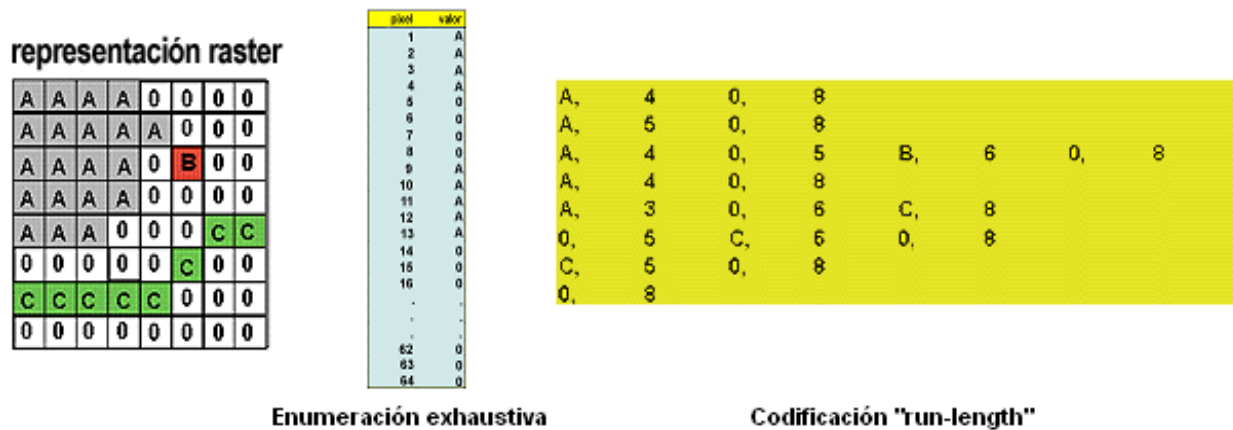 representación raster
A A A A 0 0 0 0
A A A A A 0 0 0
A A A A 0 B 0 0
A A A A 0 0 0 0
A A A 0 0 0 C C
0 0 0 0 0 C 0 0
C C C C C 0 0 0
0 0 0 0 0 0 0 0
pixel valor
1 A
2 A
3 A
4 A
5 0
6 0
7 0
8 0
9 A
10 A
11 A
12 A
13 A
14 0
15 0
16 0
. .
. .
. .
62 0
63 0
64 0
Enumeración exhaustiva
A, 4 0, 8
A, 5 0, 8
A, 4 0, 5 B, 6 0, 8
A, 4 0, 8
A, 3 0, 6 C, 8
0, 5 C, 6 0, 8
C, 5 0, 8
0, 8
Codificación "run-length"